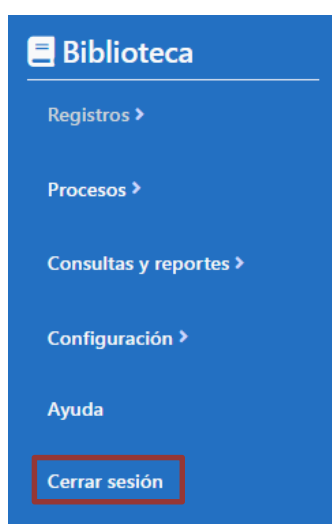 Biblioteca
Registros >
Procesos >
Consultas y reportes >
Configuración >
Ayuda
Cerrar sesión